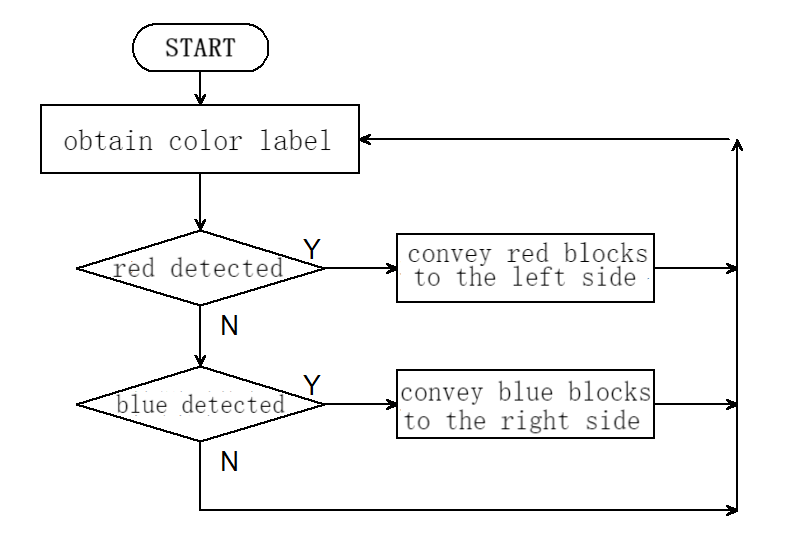 START
obtain color label
Y
red detected
convey red blocks
to the left side
N
Y
blue detected
convey blue blocks
to the right side
N